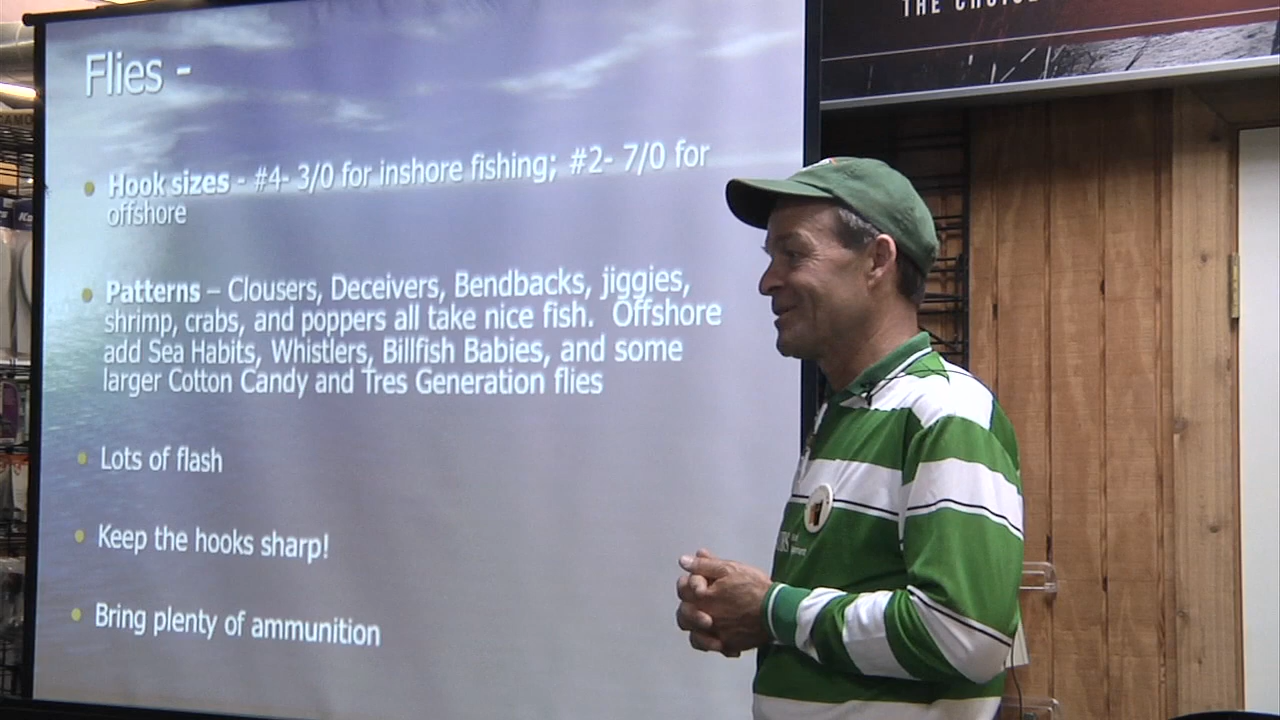 THE CHOICE
Flies -
Hook sizes - #4- 3/0 for inshore fishing; #2- 7/0 for
offshore
Patterns – Clousers, Deceivers, Bendbacks, jiggies,
shrimp, crabs, and poppers all take nice fish. Offshore
add Sea Habits, Whistlers, Billfish Babies, and some
larger Cotton Candy and Tres Generation flies
Lots of flash
Keep the hooks sharp!
Bring plenty of ammunition